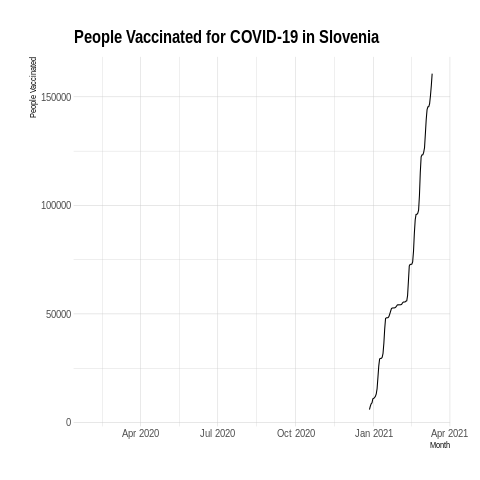 People Vaccinated for COVID-19 in Slovenia
People Vaccinated
150000
100000
50000
0
Apr 2020 Jul 2020 Oct 2020 Jan 2021 Apr 2021
Month